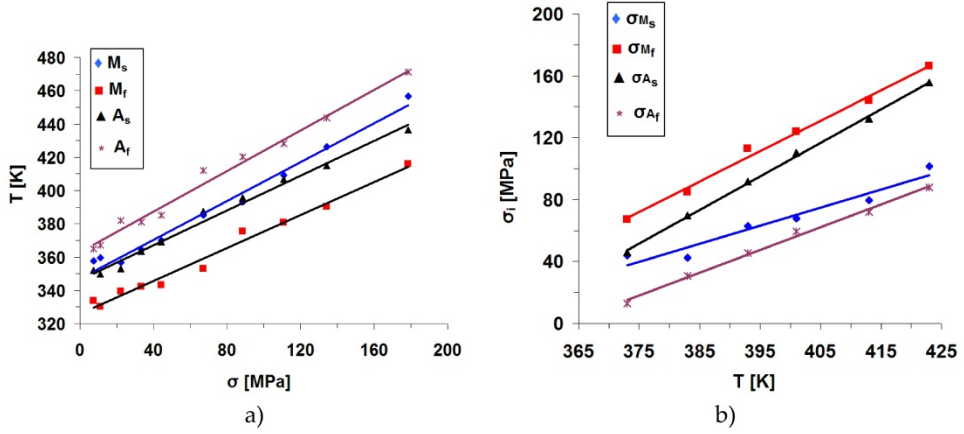 480
460
440
420
400
380
360
340
320
T [K]
Ms
Mf
As
Af
0
40
80
120
160
200
σ [MPa]
a)
200
160
120
80
40
0
σi [MPa]
σMs
σMf
σAs
σAf
365
375
385
395
405
415
425
T [K]
b)